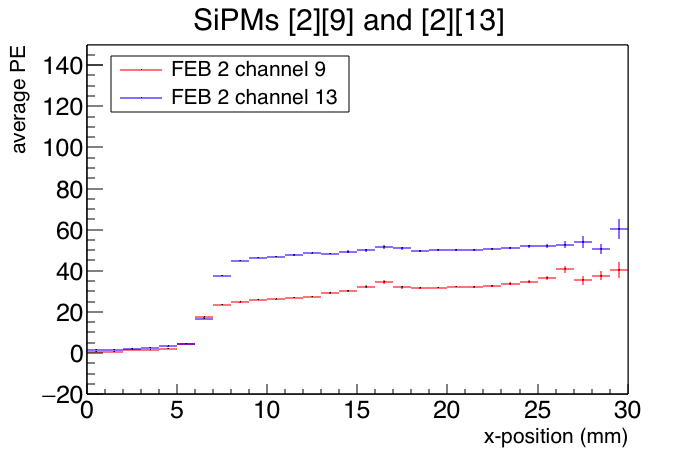 SiPMs [2][9] and [2][13]
average PE
140
120
100
80
60
40
20
0
−20
FEB 2 channel 9
FEB 2 channel 13
0 5 10 15 20 25 30
x-position (mm)